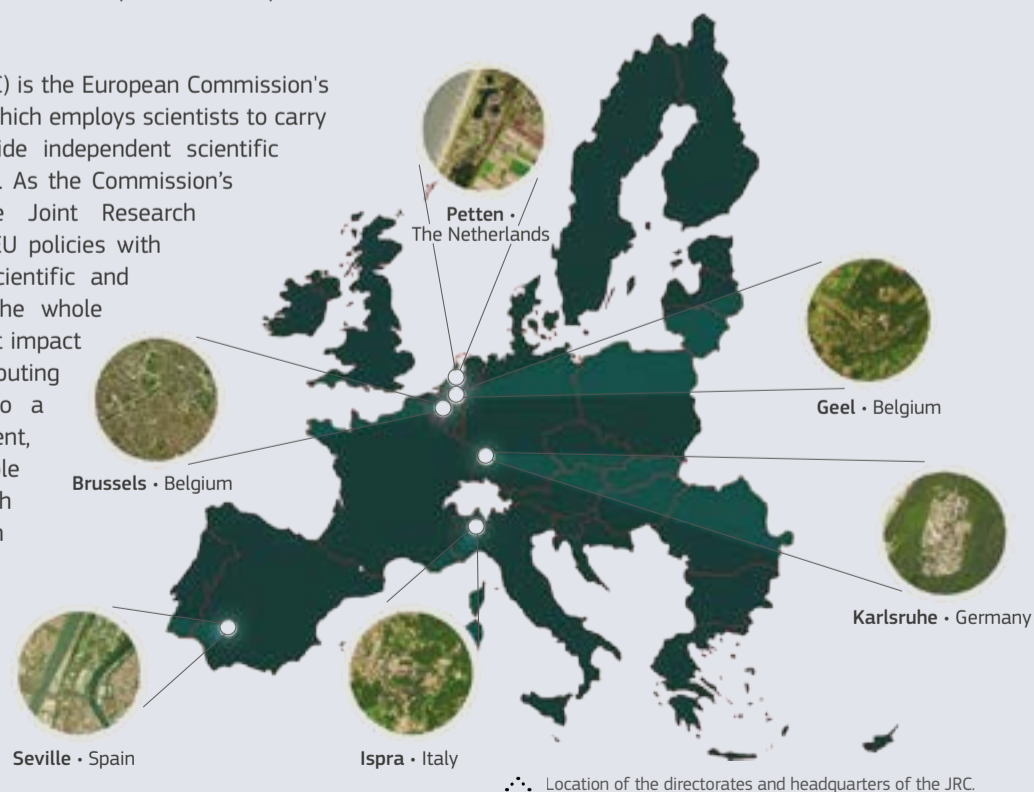 C) is the European Commission's
hich employs scientists to carry
ide independent scientific
. As the Commission’s
e Joint Research
EU policies with
cientific and
he whole
t impact
buting
o a
ent,
ble
h
n
Petten •
The Netherlands
Geel • Belgium
Brussels • Belgium
Karlsruhe • Germany
Seville • Spain
Ispra • Italy
Location of the directorates and headquarters of the JRC.